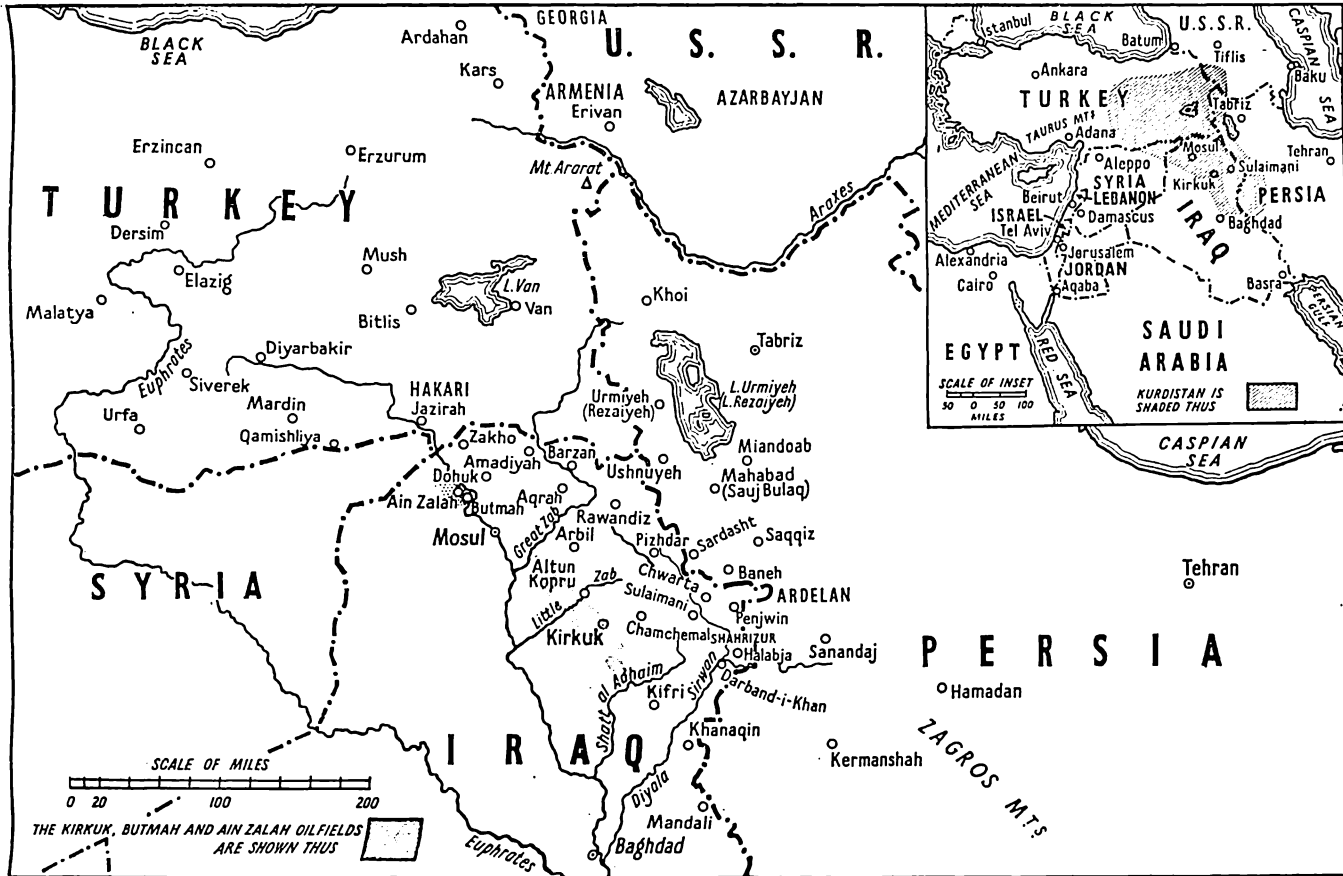 BLACK
SEA
GEORGIA
Ardahan
U. S. S. R.
Kars
ARMENIA
Erivan
AZARBAYJAN
Erzincan
Erzurum
Mt Ararat
TURKEY
Araxes
Dersim
Mush
Elazig
L.Van
Van
Khoi
Malatya
Bitlis
Tabriz
Diyarbakir
Euphrates
Siverek
HAKARI
Jazirah
L.Urmiyeh
(L.Rezaiyeh)
Urmiyeh
(Rezaiyeh)
Mardin
Urfa
Qamishliya
Zakho
Barzan
Miandoab
Amadiyah
Ushnuyeh
Dohuk
Mahabad
(Sauj Bulaq)
Ain Zalah
Butmah
Aqrah
Rawandiz
Mosul
Great Zab
Arbil
Pizhdar
Sardasht
Saqqiz
Altun
Kopru
Chwarta
Baneh
Tehran
SYRIA
Little Zab
Sulaimani
ARDELAN
Penjwin
Kirkuk
Chamchemal
SHAHRIZUR
Halabja
Sanandaj
PERSIA
Shatt al Adhaim
Sirwan
Darband-i-Khan
Kifri
Hamadan
Khanaqin
IRAQ
Kermanshah
ZAGROS MTS
Diyala
Mandali
Euphrates
Baghdad
CASPIAN
SEA
SCALE OF MILES
0 20 100 200
THE KIRKUK, BUTMAH AND AIN ZALAH OILFIELDS
ARE SHOWN THUS
Istanbul
BLACK
SEA
U.S.S.R.
Batum
Tiflis
CASPIAN
SEA
Ankara
Baku
TURKEY
Tabriz
TAURUS MTS
Adana
Mosul
Tehran
Aleppo
Sulaimani
MEDITERRANEAN
SEA
SYRIA
Kirkuk
PERSIA
Beirut
LEBANON
ISRAEL
Damascus
IRAQ
Baghdad
Tel Aviv
Jerusalem
Alexandria
JORDAN
Cairo
Aqaba
Basra
PERSIAN
GULF
SAUDI
ARABIA
EGYPT
RED SEA
SCALE OF INSET
50 0 50 100
MILES
KURDISTAN IS
SHADED THUS